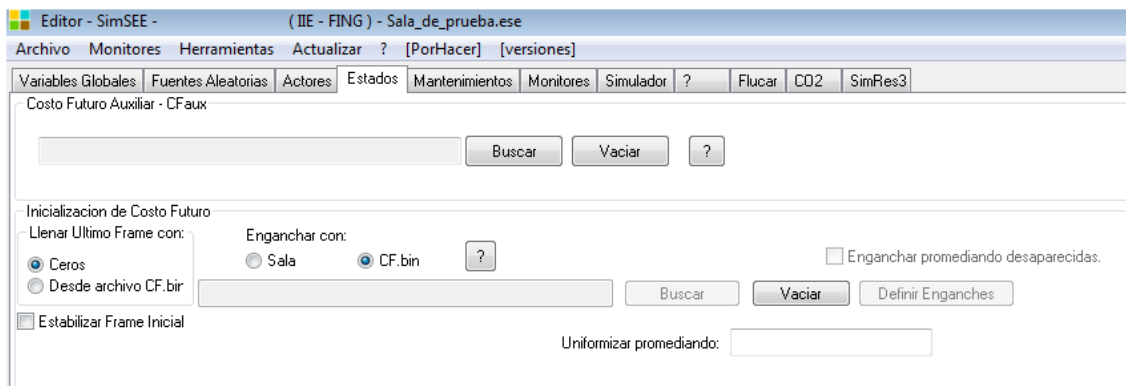 Editor - SimSEE - ( IIE - FING ) - Sala_de_prueba.ese
Archivo Monitores Herramientas Actualizar ? [PorHacer] [versiones]
Variables Globales Fuentes Aleatorias Actores Estados Mantenimientos Monitores Simulador ? Flucar CO2 SimRes3
Costo Futuro Auxiliar - CFaux
Buscar Vaciar ?
Inicializacion de Costo Futuro
Llenar Ultimo Frame con: Enganchar con:
Ceros Sala CF.bin ? Enganchar promediando desaparecidas.
Desde archivo CF.bin Buscar Vaciar Definir Enganches
Estabilizar Frame Inicial
Uniformizar promediando: